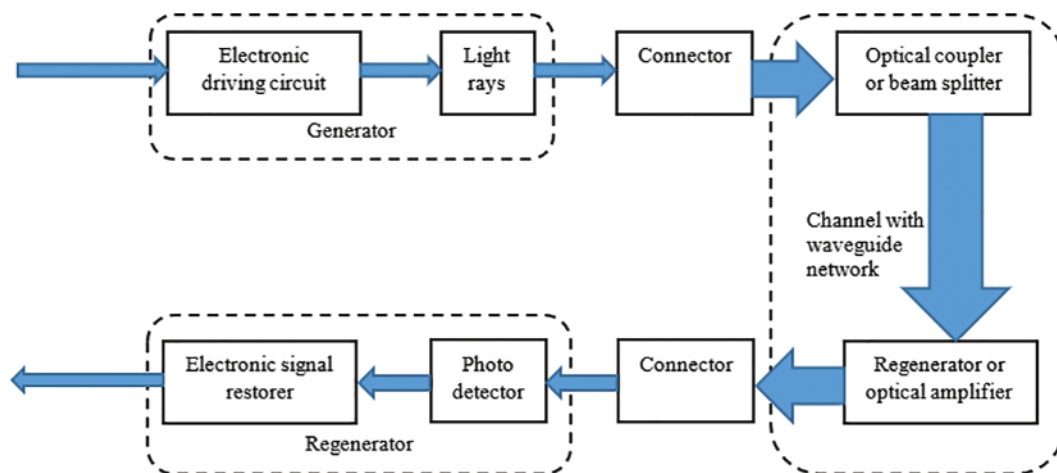 Electronic
driving circuit
Light
rays
Generator
Connector
Optical coupler
or beam splitter
Channel with
waveguide
network
Electronic signal
restorer
Photo
detector
Regenerator
Connector
Regenerator or
optical amplifier